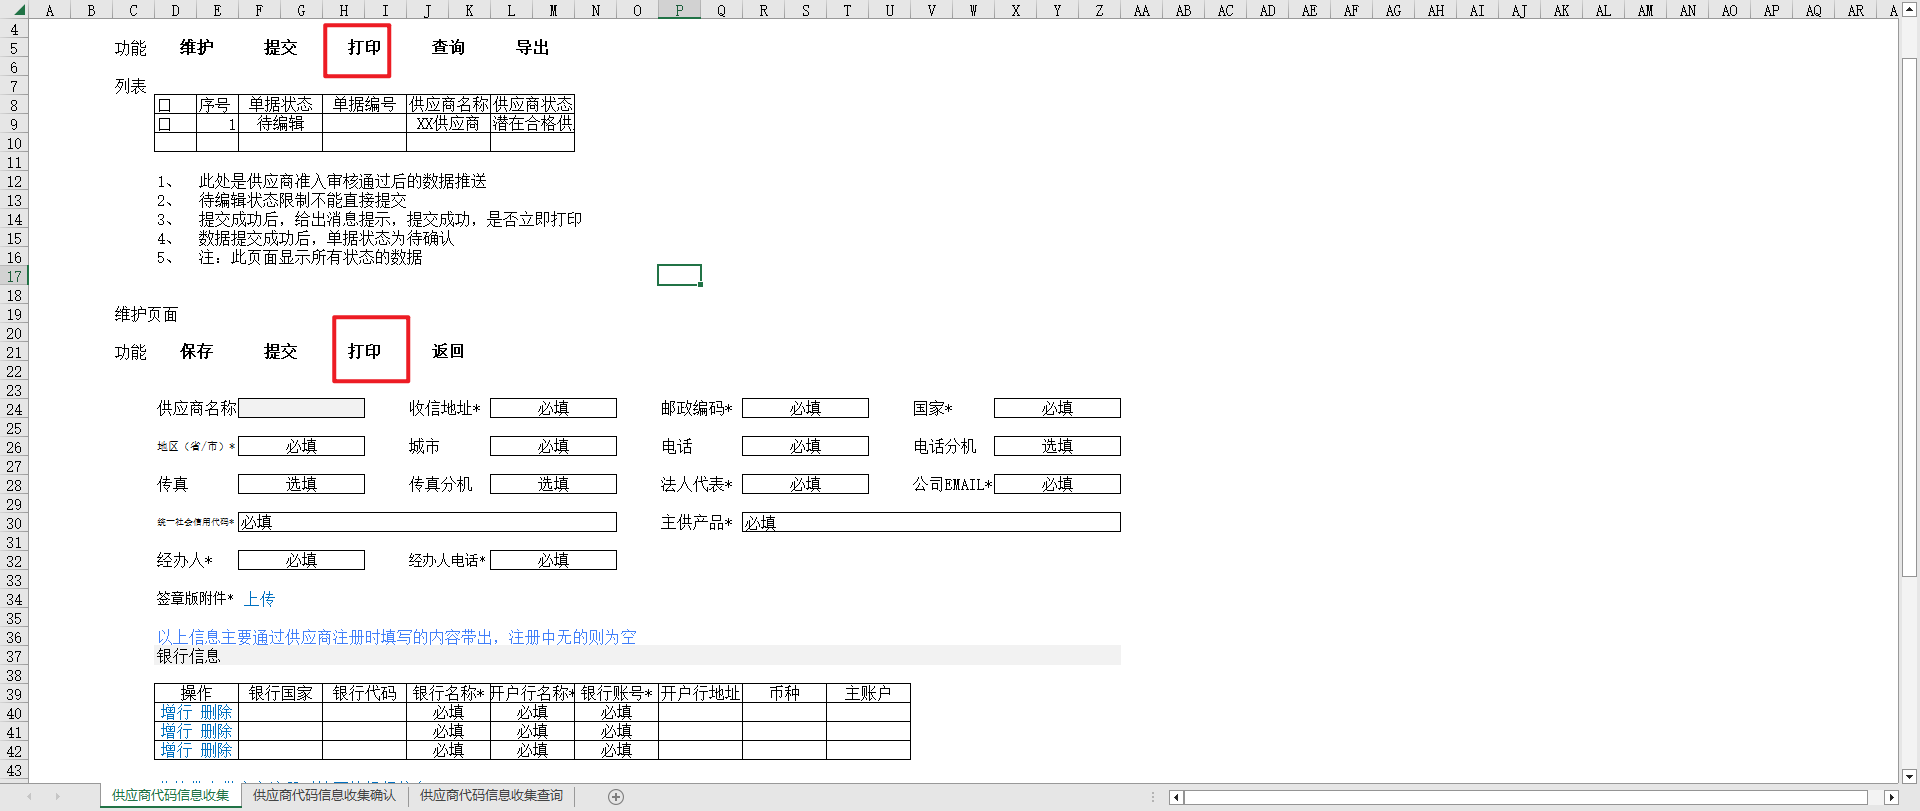 A B C D E F G H I J K L M N O P Q R S T U V W X Y Z AA AB AC AD AE AF AG AH AI AJ AK AL AM AN AO AP AQ AR A
4
5 功能 维护 提交 打印 查询 导出
6
7 列表
8 口 序号 单据状态 单据编号 供应商名称 供应商状态
9 口 1 待编辑 XX供应商 潜在合格供
10
11
12 1、 此处是供应商准入审核通过后的数据推送
13 2、 待编辑状态限制不能直接提交
14 3、 提交成功后，给出消息提示，提交成功，是否立即打印
15 4、 数据提交成功后，单据状态为待确认
16 5、 注：此页面显示所有状态的数据
17
18
19 维护页面
20
21 功能 保存 提交 打印 返回
22
23
24 供应商名称 收信地址* 必填 邮政编码* 必填 国家* 必填
25
26 地区（省/市）* 必填 城市 必填 电话 必填 电话分机 选填
27
28 传真 选填 传真分机 选填 法人代表* 必填 公司EMAIL* 必填
29
30 统一社会信用代码* 必填 主供产品* 必填
31
32 经办人* 必填 经办人电话* 必填
33
34 签章版附件* 上传
35
36 以上信息主要通过供应商注册时填写的内容带出，注册中无的则为空
37 银行信息
38
39 操作 银行国家 银行代码 银行名称* 开户行名称* 银行账号* 开户行地址 币种 主账户
40 增行 删除 必填 必填 必填
41 增行 删除 必填 必填 必填
42 增行 删除 必填 必填 必填
43
供应商代码信息收集 供应商代码信息收集确认 供应商代码信息收集查询